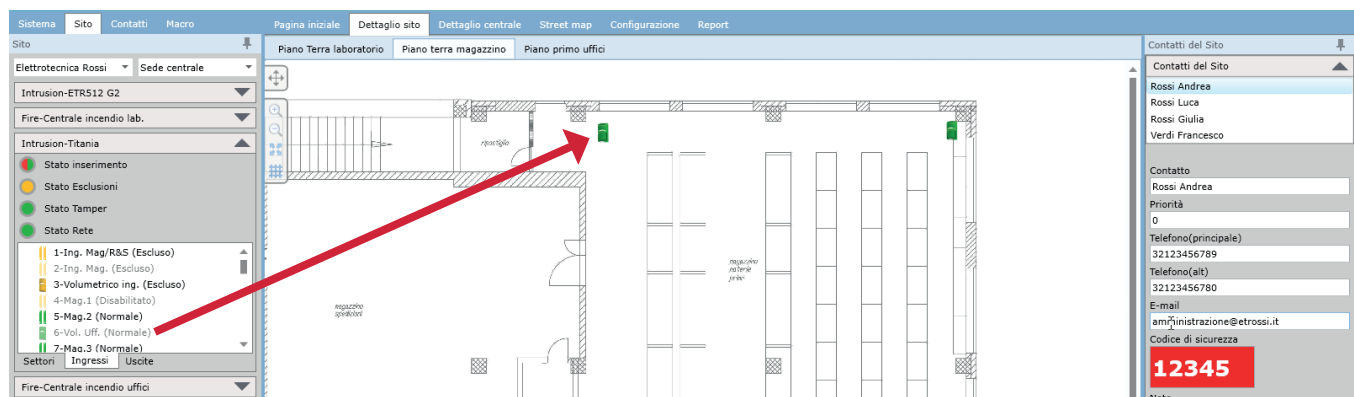 Sistema Sito Contatti Macro
Pagina iniziale Dettaglio sito Dettaglio centrale Street map Configurazione Report
Sito
Elettrotecnica Rossi Sede centrale
Intrusion-ETR512 G2
Fire-Centrale incendio lab.
Intrusion-Titania
Stato inserimento
Stato Esclusioni
Stato Tamper
Stato Rete
1-Ing. Mag/R&S (Escluso)
2-Ing. Mag. (Escluso)
3-Volumetrico ing. (Escluso)
4-Mag.1 (Disabilitato)
5-Mag.2 (Normale)
6-Vol. Uff. (Normale)
7-Mag.3 (Normale)
Settori Ingressi Uscite
Fire-Centrale incendio uffici
Piano Terra laboratorio Piano terra magazzino Piano primo uffici
ripostiglio
magazzino
spedizioni
magazzino
materie
prime
Contatti del Sito
Contatti del Sito
Rossi Andrea
Rossi Luca
Rossi Giulia
Verdi Francesco
Contatto
Rossi Andrea
Priorità
0
Telefono(principale)
32123456789
Telefono(alt)
32123456780
E-mail
amministrazione@etrossi.it
Codice di sicurezza
12345
Note